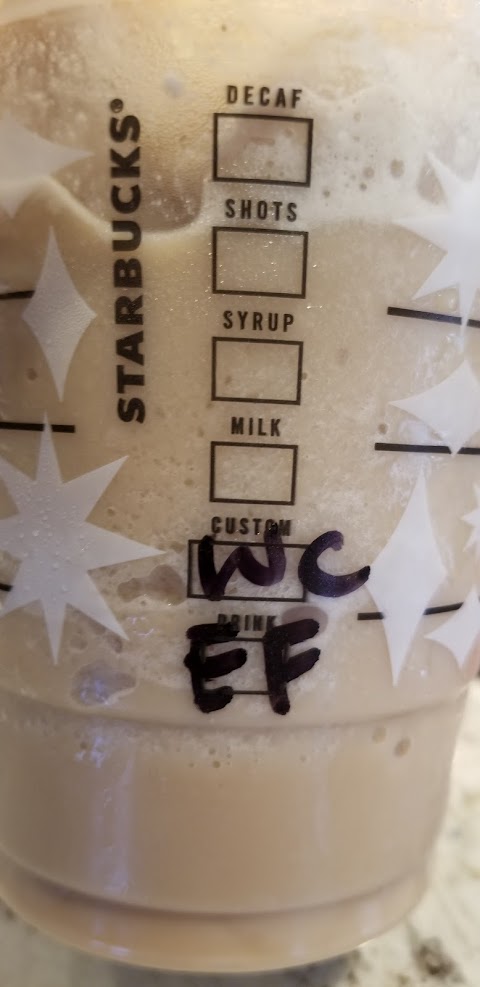 STARBUCKS®
DECAF
SHOTS
SYRUP
MILK
CUSTOM
WC
DRINK
EF